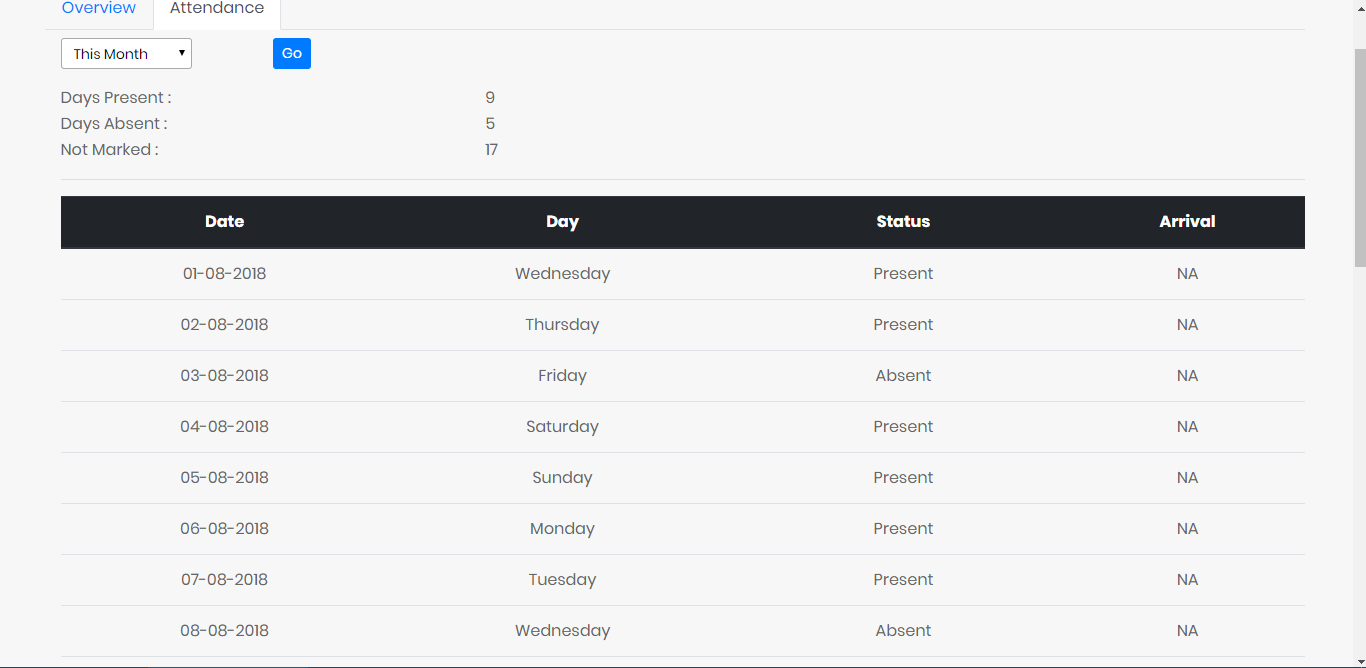 Overview Attendance
This Month Go
Days Present : 9
Days Absent : 5
Not Marked : 17
Date Day Status Arrival
01-08-2018 Wednesday Present NA
02-08-2018 Thursday Present NA
03-08-2018 Friday Absent NA
04-08-2018 Saturday Present NA
05-08-2018 Sunday Present NA
06-08-2018 Monday Present NA
07-08-2018 Tuesday Present NA
08-08-2018 Wednesday Absent NA